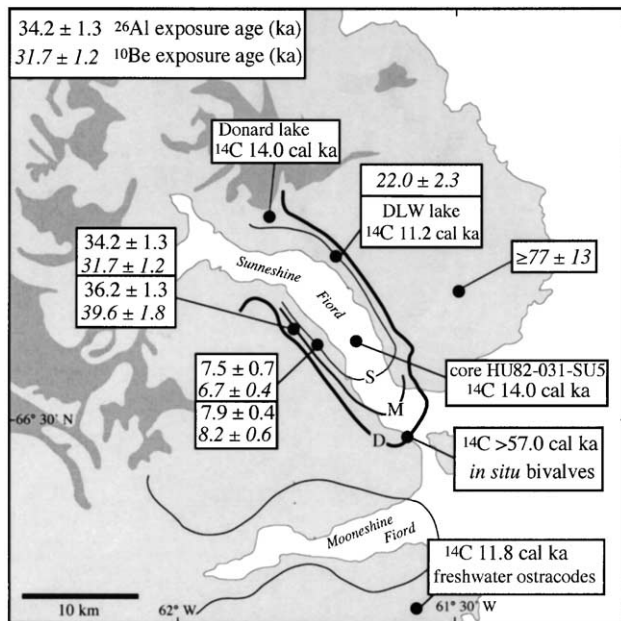 34.2 ± 1.3 ²⁶Al exposure age (ka)
31.7 ± 1.2 ¹⁰Be exposure age (ka)
Donard lake
¹⁴C 14.0 cal ka
22.0 ± 2.3
DLW lake
¹⁴C 11.2 cal ka
34.2 ± 1.3
31.7 ± 1.2
36.2 ± 1.3
39.6 ± 1.8
≥77 ± 13
Sunneshine
Fiord
7.5 ± 0.7
6.7 ± 0.4
7.9 ± 0.4
8.2 ± 0.6
S
M
D
core HU82-031-SU5
¹⁴C 14.0 cal ka
66° 30' N
¹⁴C >57.0 cal ka
in situ bivalves
Mooneshine
Fiord
¹⁴C 11.8 cal ka
freshwater ostracodes
10 km
62° W
61° 30' W